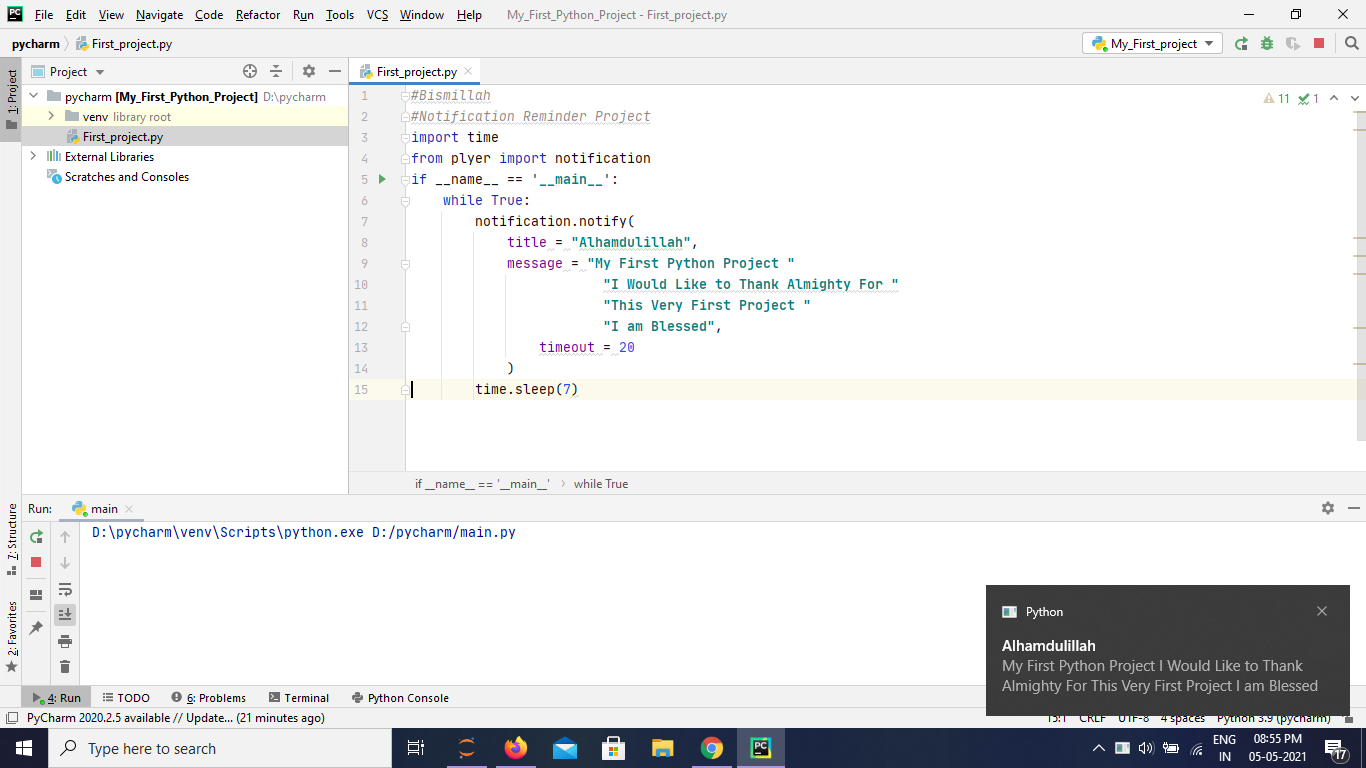 File Edit View Navigate Code Refactor Run Tools VCS Window Help My_First_Python_Project - First_project.py
pycharm First_project.py My_First_project
1: Project
Project
First_project.py
pycharm [My_First_Python_Project] D:\pycharm
venv library root
First_project.py
External Libraries
Scratches and Consoles
11 1
1 #Bismillah
2 #Notification Reminder Project
3 import time
4 from plyer import notification
5 if __name__ == '__main__':
6 while True:
7 notification.notify(
8 title = "Alhamdulillah",
9 message = "My First Python Project "
10 "I Would Like to Thank Almighty For "
11 "This Very First Project "
12 "I am Blessed",
13 timeout = 20
14 )
15 time.sleep(7)
if __name__ == '__main__' › while True
7: Structure
2: Favorites
Run: main
D:\pycharm\venv\Scripts\python.exe D:/pycharm/main.py
Python
Alhamdulillah
My First Python Project I Would Like to Thank
Almighty For This Very First Project I am Blessed
4: Run TODO 6: Problems Terminal Python Console
PyCharm 2020.2.5 available // Update... (21 minutes ago) 15:1 CRLF UTF-8 4 spaces Python 3.9 (pycharm)
Type here to search
ENG
IN
08:55 PM
05-05-2021
17